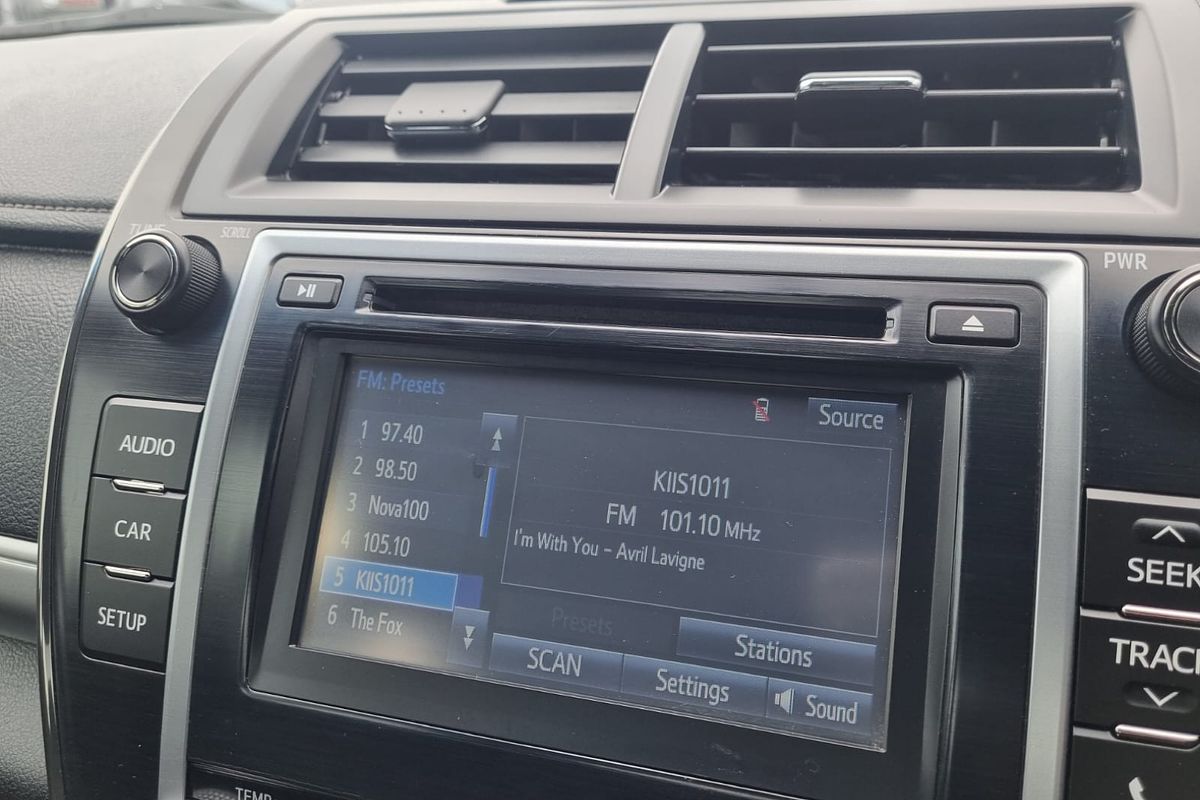 TUNE SCROLL
PWR
FM: Presets
Source
1 97.40
2 98.50
3 Nova100
4 105.10
5 KIIS1011
6 The Fox
KIIS1011
FM 101.10 MHz
I'm With You - Avril Lavigne
Presets
Stations
SCAN
Settings
Sound
AUDIO
CAR
SETUP
SEEK
TRAC
TEMP